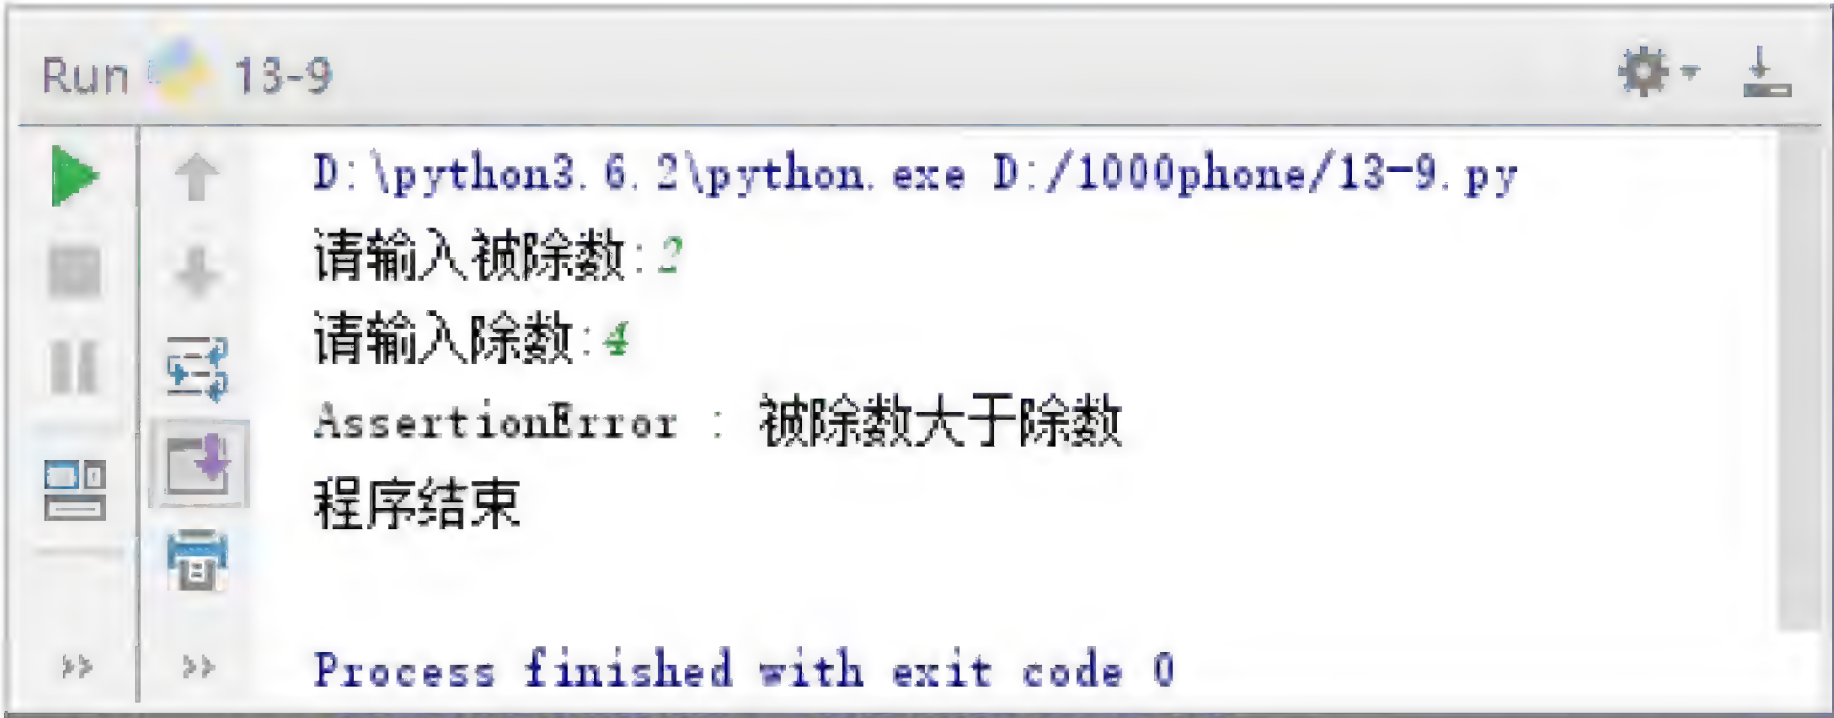 Run 13-9
D:\python3.6.2\python.exe D:/1000phone/13-9.py
请输入被除数:2
请输入除数:4
AssertionError : 被除数大于除数
程序结束
Process finished with exit code 0